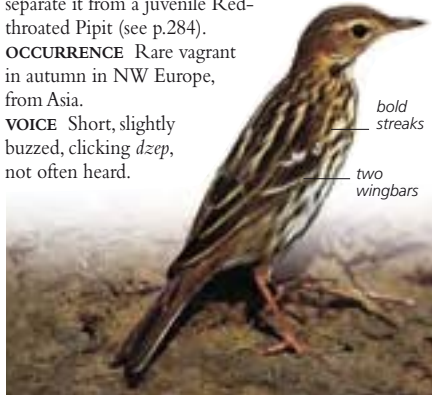 separate it from a juvenile Red-
throated Pipit (see p.284).
OCCURRENCE Rare vagrant
in autumn in NW Europe,
from Asia.
VOICE Short, slightly
buzzed, clicking dzep,
not often heard.
bold
streaks
two
wingbars